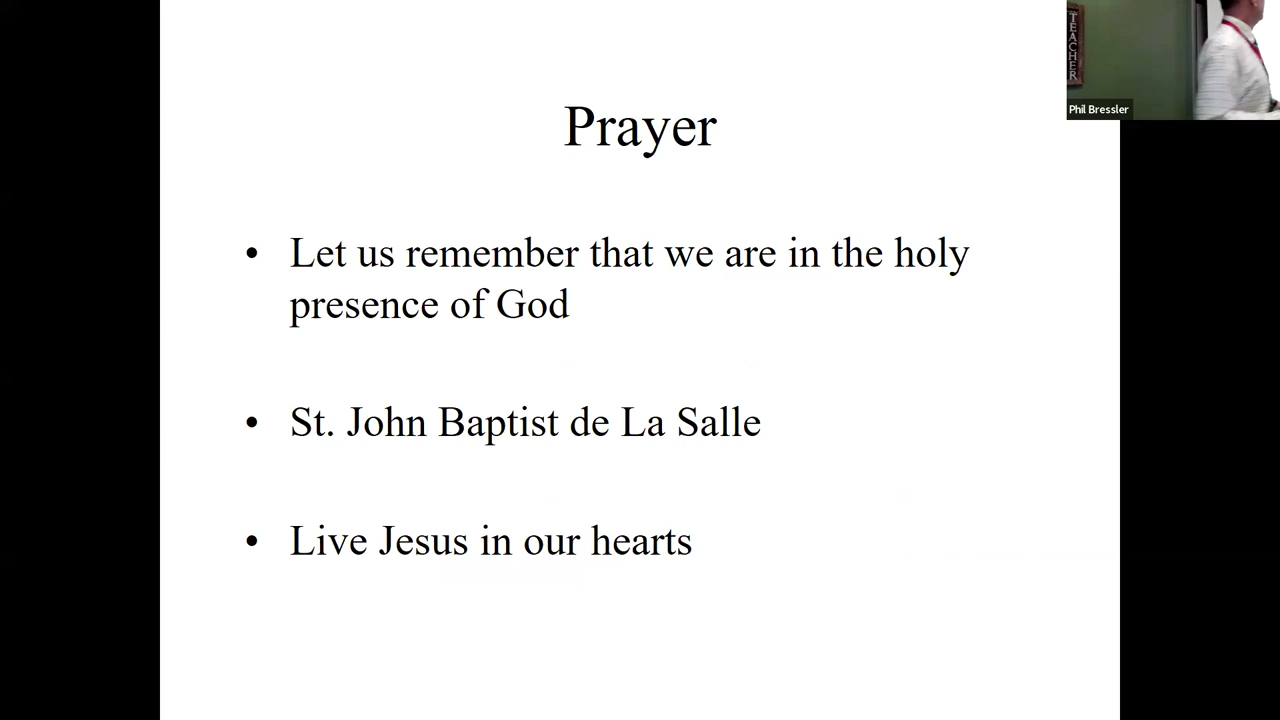 TEACHER
Phil Bressler
Prayer
• Let us remember that we are in the holy
presence of God
• St. John Baptist de La Salle
• Live Jesus in our hearts